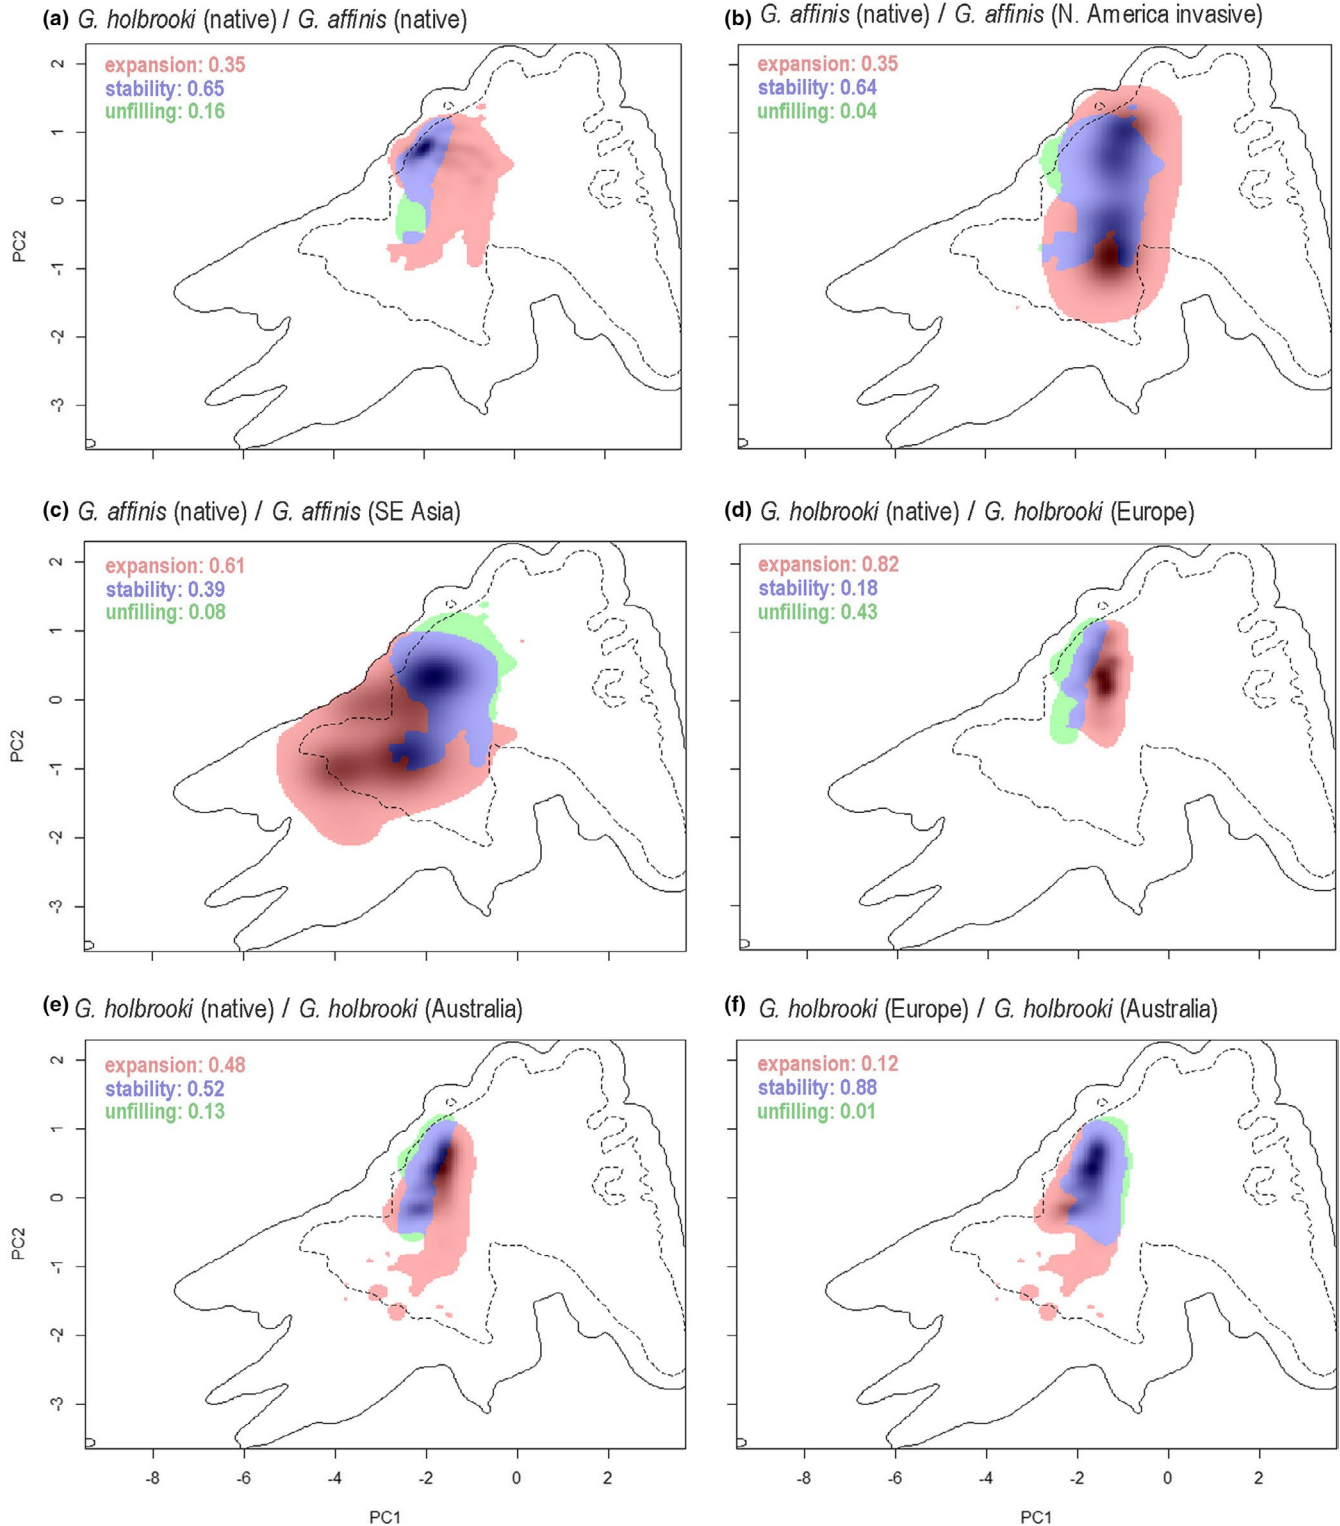 (a) G. holbrooki (native) / G. affinis (native)
expansion: 0.35
stability: 0.65
unfilling: 0.16
PC2
2
1
0
-1
-2
-3
(b) G. affinis (native) / G. affinis (N. America invasive)
expansion: 0.35
stability: 0.64
unfilling: 0.04
(c) G. affinis (native) / G. affinis (SE Asia)
expansion: 0.61
stability: 0.39
unfilling: 0.08
PC2
2
1
0
-1
-2
-3
(d) G. holbrooki (native) / G. holbrooki (Europe)
expansion: 0.82
stability: 0.18
unfilling: 0.43
(e) G. holbrooki (native) / G. holbrooki (Australia)
expansion: 0.48
stability: 0.52
unfilling: 0.13
PC2
2
1
0
-1
-2
-3
-8 -6 -4 -2 0 2
PC1
(f) G. holbrooki (Europe) / G. holbrooki (Australia)
expansion: 0.12
stability: 0.88
unfilling: 0.01
-8 -6 -4 -2 0 2
PC1